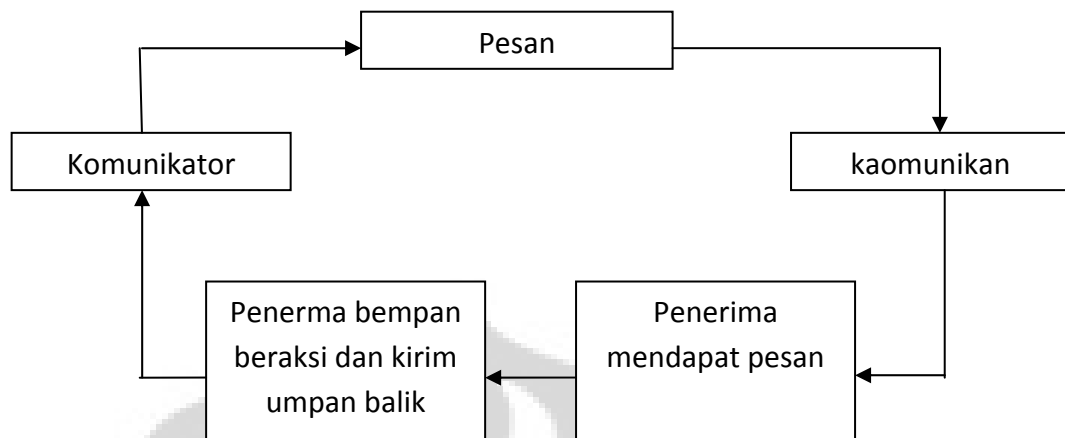 Pesan
Komunikator
kaomunikan
Penerma bempan
beraksi dan kirim
umpan balik
Penerima
mendapat pesan